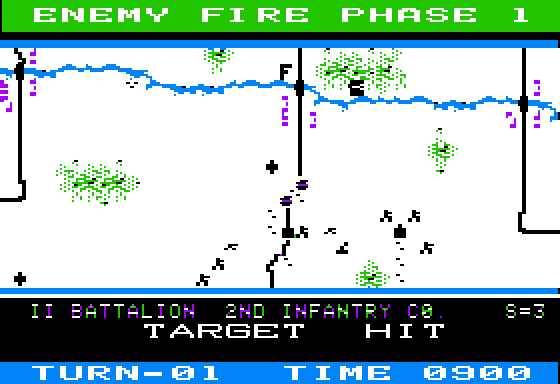 ENEMY FIRE PHASE 1
F
II BATTALION 2ND INFANTRY CO. S=3
TARGET HIT
TURN-01 TIME 0900